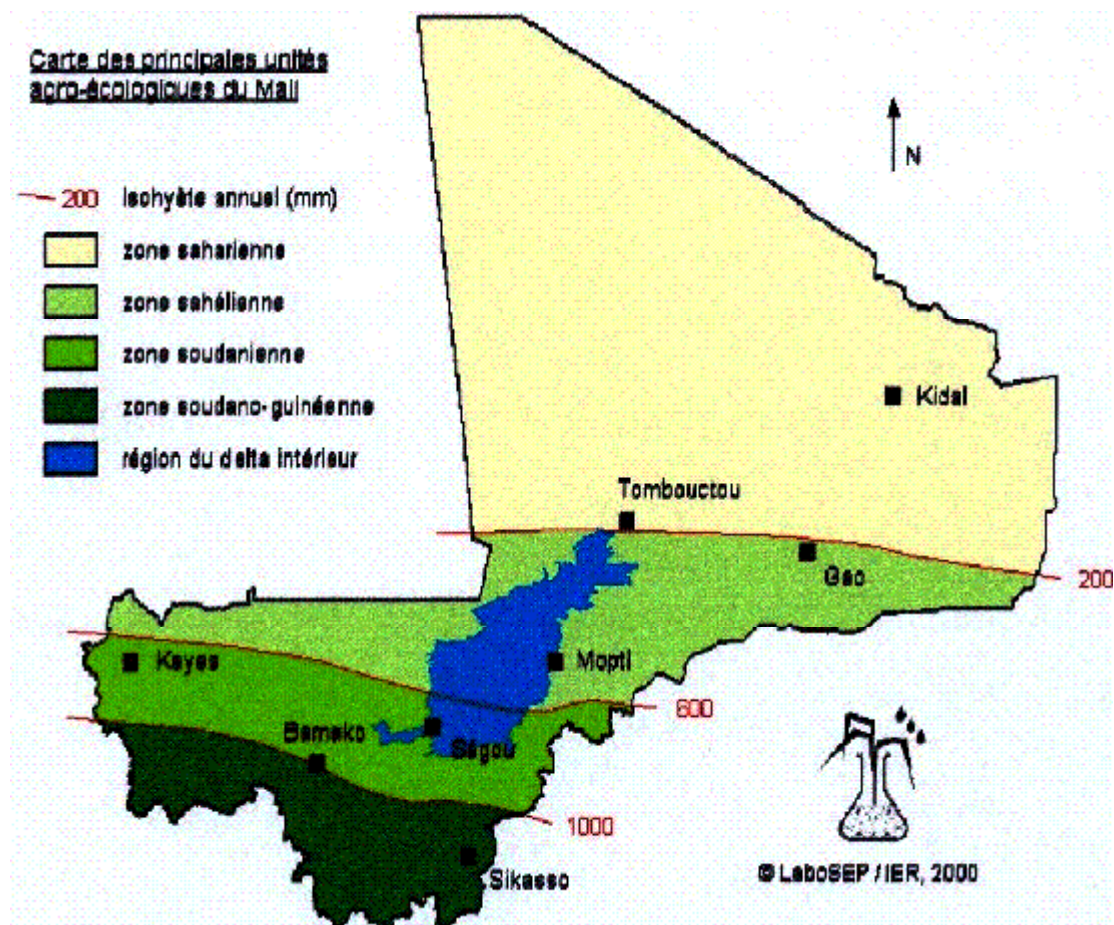 Carte des principales unités
agro-écologiques du Mali
N
200 Isohyète annuel (mm)
zone saharienne
zone sahélienne
zone soudanienne
zone soudano-guinéenne
région du delta intérieur
Kidal
Tombouctou
Gao
200
Kayes
Mopti
600
Bamako
Ségou
1000
Sikasso
© LaboSEP / IER, 2000